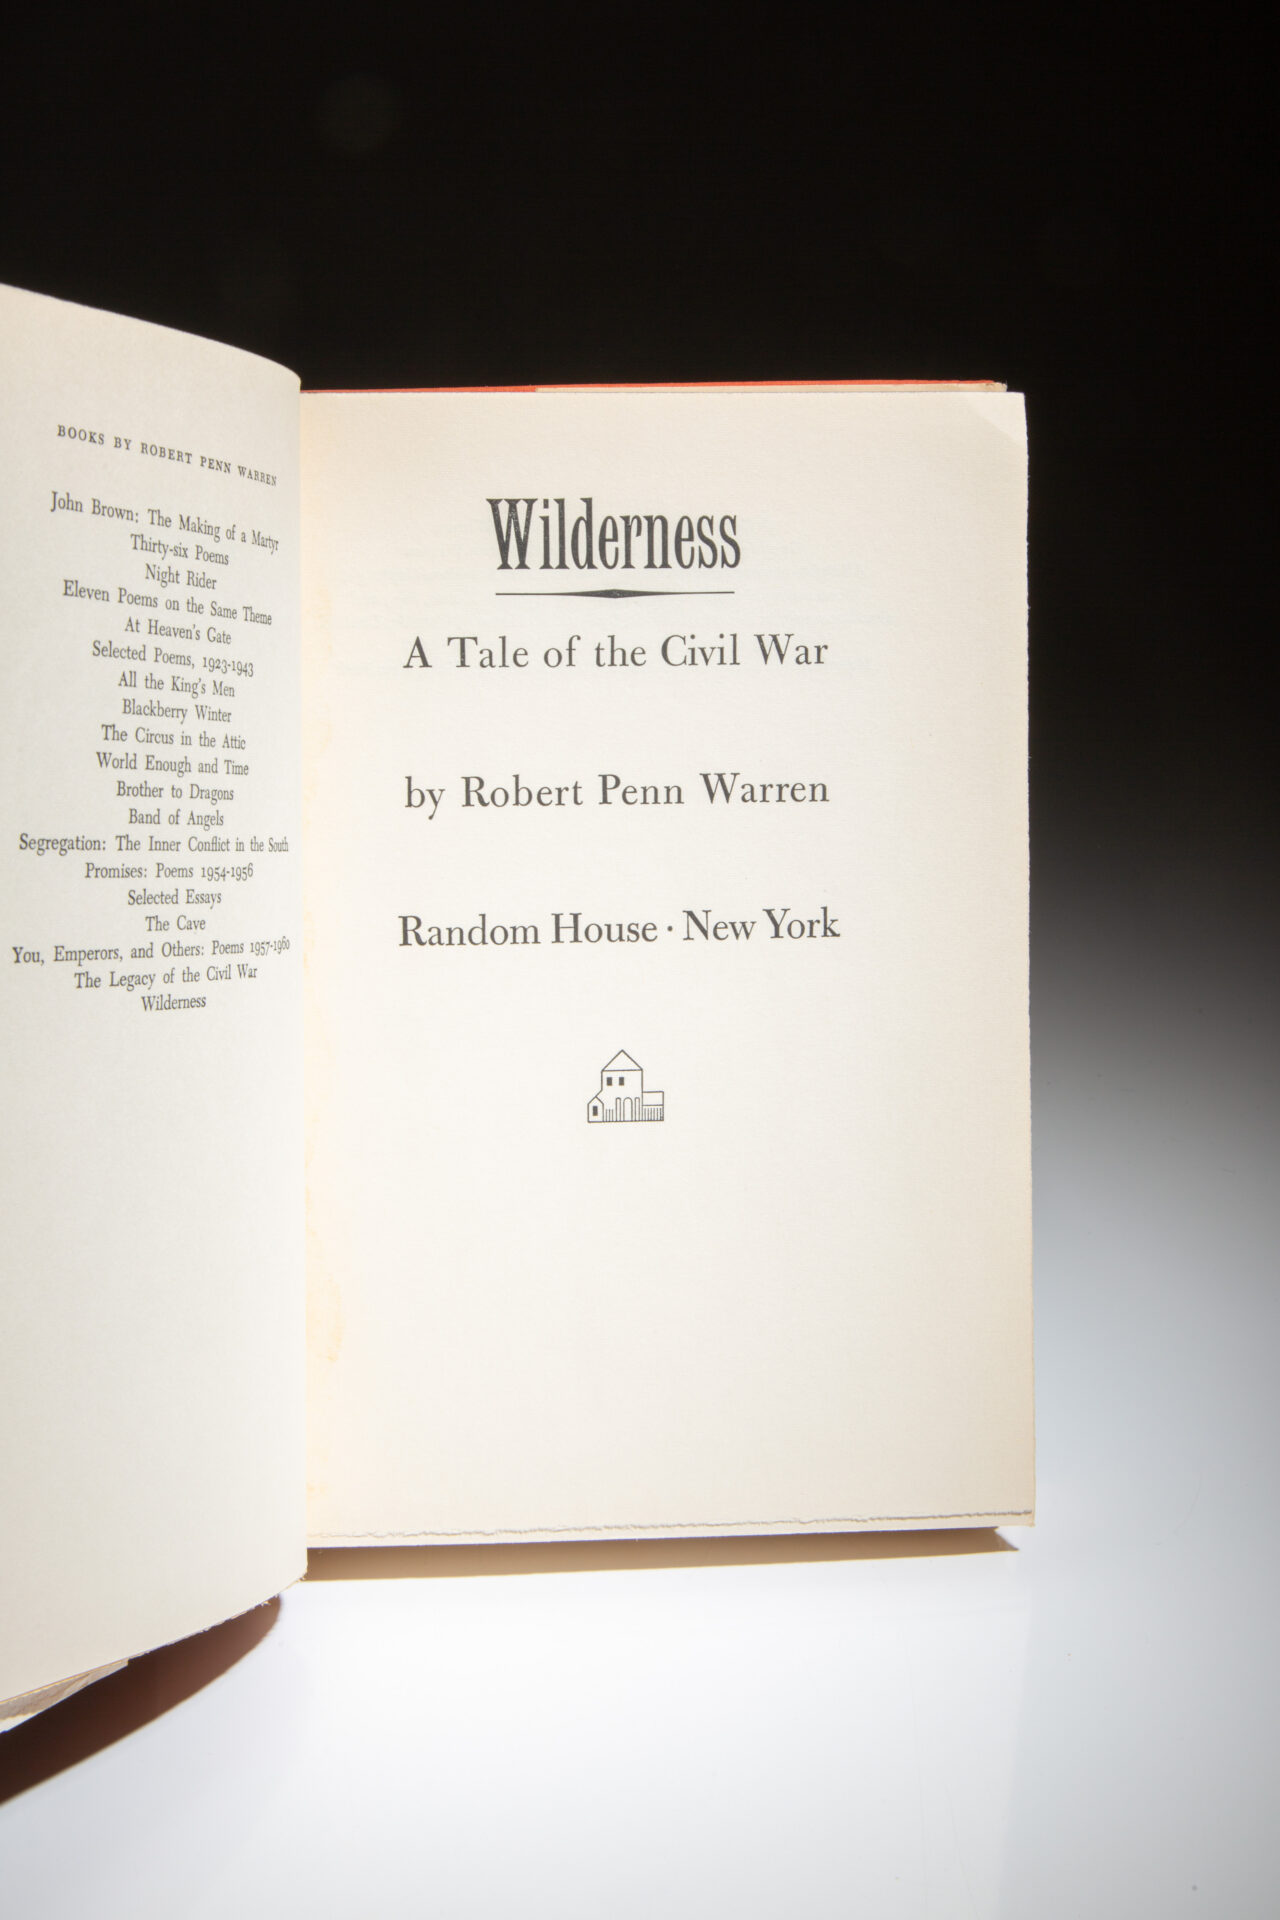 BOOKS BY ROBERT PENN WARREN
John Brown: The Making of a Martyr
Thirty-six Poems
Night Rider
Eleven Poems on the Same Theme
At Heaven's Gate
Selected Poems, 1923-1943
All the King's Men
Blackberry Winter
The Circus in the Attic
World Enough and Time
Brother to Dragons
Band of Angels
Segregation: The Inner Conflict in the South
Promises: Poems 1954-1956
Selected Essays
The Cave
You, Emperors, and Others: Poems 1957-1960
The Legacy of the Civil War
Wilderness
Wilderness
A Tale of the Civil War
by Robert Penn Warren
Random House · New York